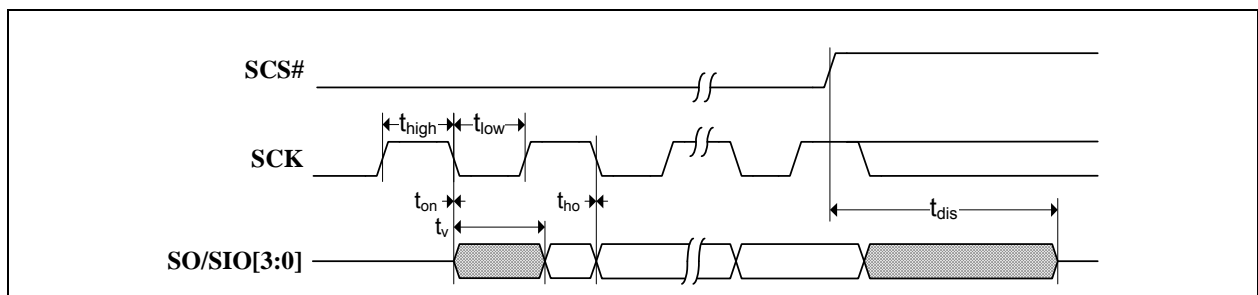 SCS#
thigh tlow
SCK
ton tho
tv tdis
SO/SIO[3:0]